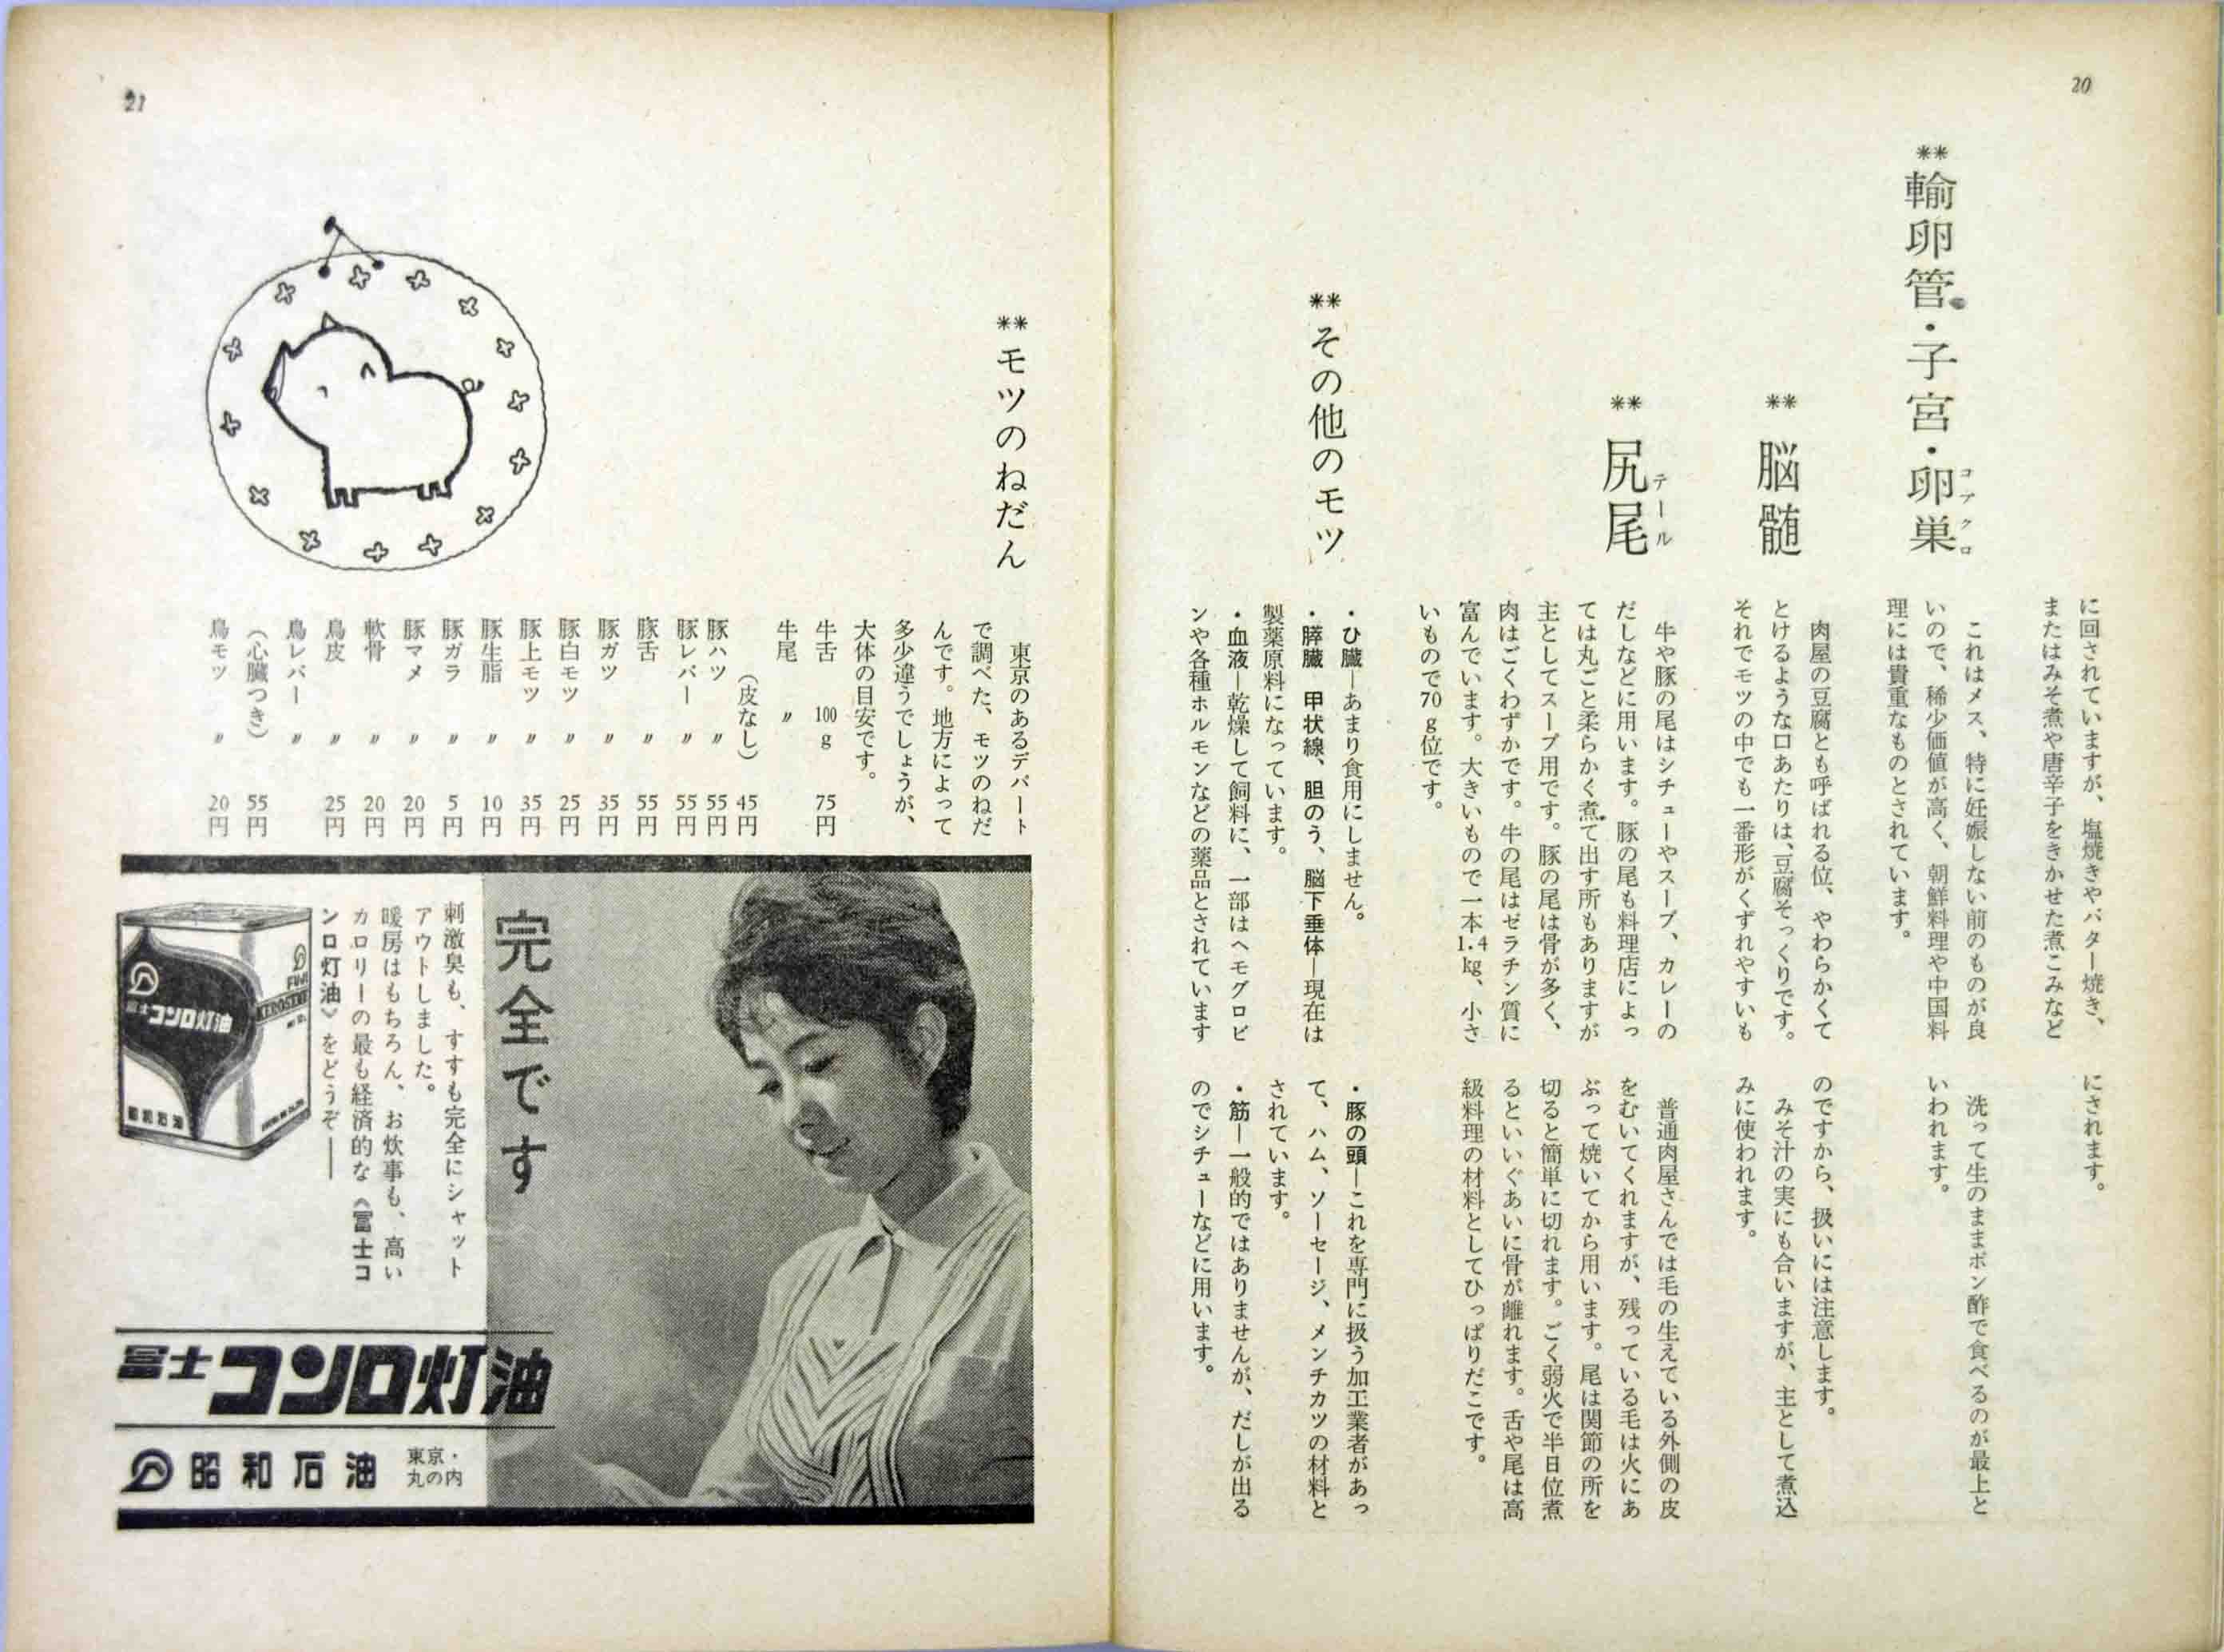 20
**輸卵管・子宮・卵巣
コブクロ
に回されていますが、塩焼きやバター焼き、
またはみそ煮や唐辛子をきかせた煮こみなど
にされます。
これはメス、特に妊娠しない前のものが良
いので、稀少価値が高く、朝鮮料理や中国料
理には貴重なものとされています。
洗って生のままポン酢で食べるのが最上と
いわれます。
**脳髄
肉屋の豆腐とも呼ばれる位、やわらかくて
とけるような口あたりは、豆腐そっくりです。
それでモツの中でも一番形がくずれやすいも
のですから、扱いには注意します。
みそ汁の実にも合いますが、主として煮込
みに使われます。
**尻尾
テール
牛や豚の尾はシチューやスープ、カレーの
だしなどに用います。豚の尾も料理店によっ
ては丸ごと柔らかく煮て出す所もありますが
主としてスープ用です。豚の尾は骨が多く、
肉はごくわずかです。牛の尾はゼラチン質に
富んでいます。大きいもので一本1.4kg、小さ
いもので70g位です。
普通肉屋さんでは毛の生えている外側の皮
をむいてくれますが、残っている毛は火にあ
ぶって焼いてから用います。尾は関節の所を
切ると簡単に切れます。ごく弱火で半日位煮
るといいぐあいに骨が離れます。舌や尾は高
級料理の材料としてひっぱりだこです。
**その他のモツ
・ひ臓―あまり食用にしません。
・膵臓 甲状線、胆のう、脳下垂体―現在は
製薬原料になっています。
・血液―乾燥して飼料に、一部はヘモグロビ
ンや各種ホルモンなどの薬品とされています
・豚の頭―これを専門に扱う加工業者があっ
て、ハム、ソーセージ、メンチカツの材料と
されています。
・筋―一般的ではありませんが、だしが出る
のでシチューなどに用います。
21
**モツのねだん
東京のあるデパート
で調べた、モツのねだ
んです。地方によって
多少違うでしょうが、
大体の目安です。
牛舌 100g 75円
牛尾 〃
(皮なし) 45円
豚ハツ 〃 55円
豚レバー 〃 55円
豚舌 〃 55円
豚ガツ 〃 35円
豚白モツ 〃 25円
豚上モツ 〃 35円
豚生脂 〃 10円
豚ガラ 〃 5円
豚マメ 〃 20円
軟骨 〃 20円
鳥皮 〃 25円
鳥レバー 〃
(心臓つき) 55円
鳥モツ 〃 20円
完全です
刺激臭も、すすも完全にシャット
アウトしました。
暖房はもちろん、お炊事も、高い
カロリーの最も経済的な《富士コ
ンロ灯油》をどうぞ――
FUJI
KEROSENE
富士コンロ灯油
昭和石油
富士コンロ灯油
昭和石油
東京・
丸の内